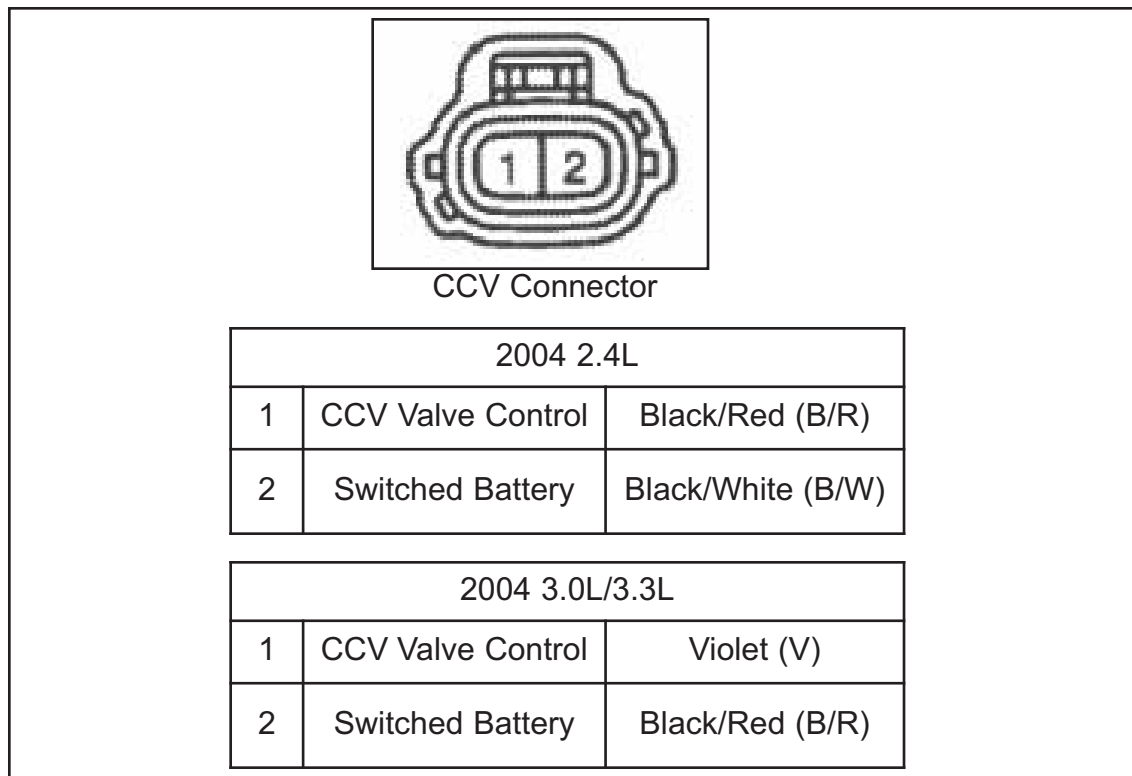 1 2
CCV Connector
2004 2.4L
1 CCV Valve Control Black/Red (B/R)
2 Switched Battery Black/White (B/W)
2004 3.0L/3.3L
1 CCV Valve Control Violet (V)
2 Switched Battery Black/Red (B/R)